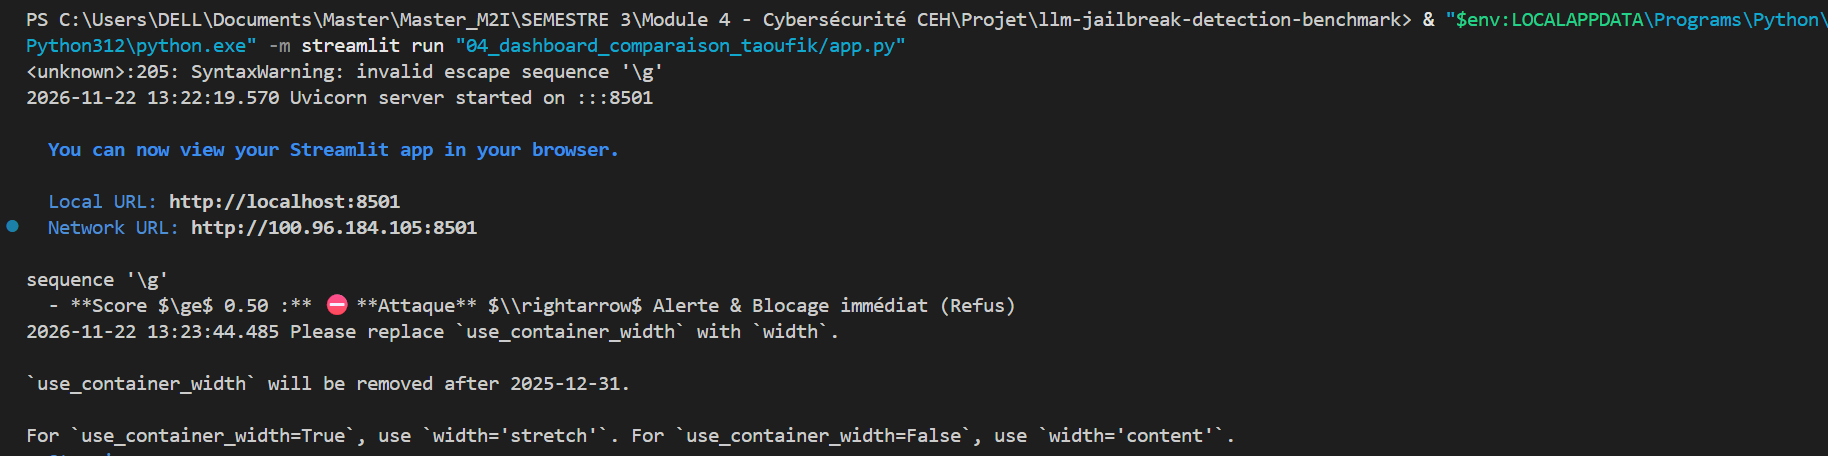 PS C:\Users\DELL\Documents\Master\Master_M2I\SEMESTRE 3\Module 4 - Cybersécurité CEH\Projet\llm-jailbreak-detection-benchmark> & "$env:LOCALAPPDATA\Programs\Python\
Python312\python.exe" -m streamlit run "04_dashboard_comparaison_taoufik/app.py"
<unknown>:205: SyntaxWarning: invalid escape sequence '\g'
2026-11-22 13:22:19.570 Uvicorn server started on :::8501
You can now view your Streamlit app in your browser.
Local URL: http://localhost:8501
Network URL: http://100.96.184.105:8501
sequence '\g'
- **Score $\ge$ 0.50 :** ⛔ **Attaque** $\\rightarrow$ Alerte & Blocage immédiat (Refus)
2026-11-22 13:23:44.485 Please replace `use_container_width` with `width`.
`use_container_width` will be removed after 2025-12-31.
For `use_container_width=True`, use `width='stretch'`. For `use_container_width=False`, use `width='content'`.